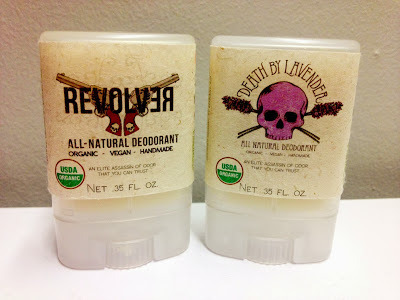 REVOLVEЯ
ALL-NATURAL DEODORANT
ORGANIC - VEGAN - HANDMADE
USDA
ORGANIC
AN ELITE ASSASSIN OF ODOR
THAT YOU CAN TRUST.
NET .35 FL. OZ.
DEATH BY LAVENDER
ALL NATURAL DEODORANT
ORGANIC - VEGAN - HANDMADE
USDA
ORGANIC
AN ELITE ASSASSIN OF ODOR
THAT YOU CAN TRUST.
NET .35 FL. OZ.